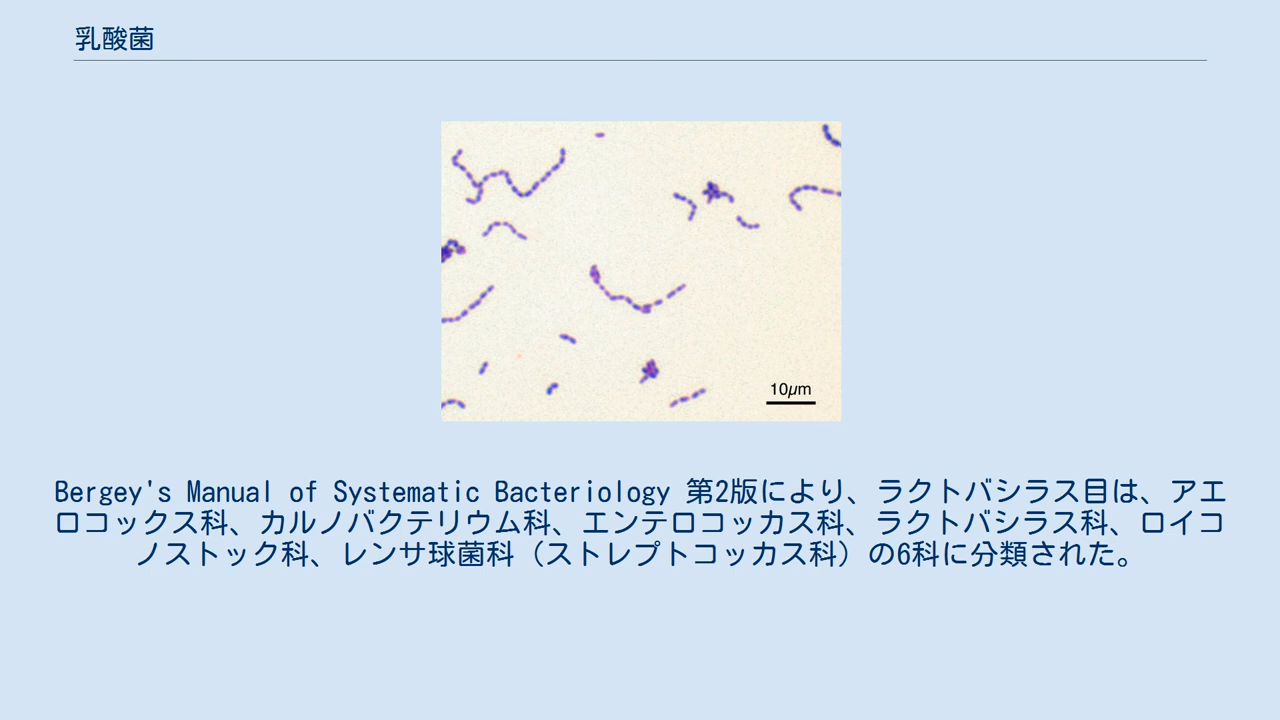 乳酸菌
10μm
Bergey's Manual of Systematic Bacteriology 第2版により、ラクトバシラス目は、アエ
ロコックス科、カルノバクテリウム科、エンテロコッカス科、ラクトバシラス科、ロイコ
ノストック科、レンサ球菌科（ストレプトコッカス科）の6科に分類された。